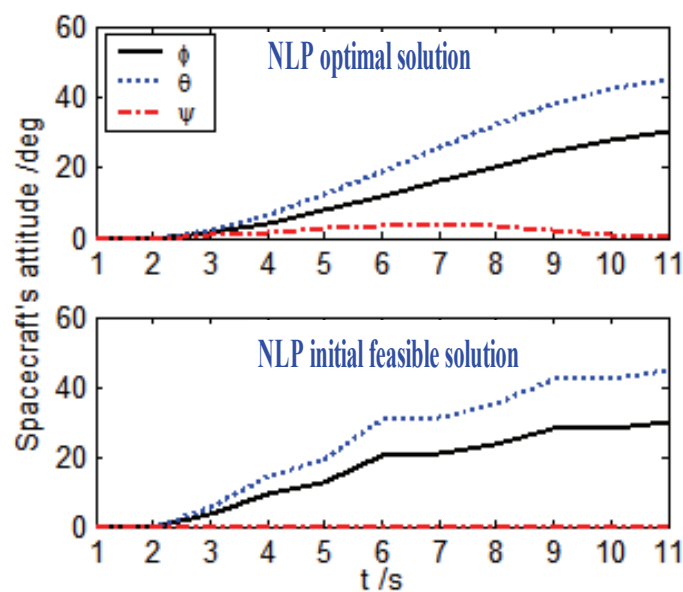 NLP optimal solution
ϕ
θ
ψ
60
40
20
0
1 2 3 4 5 6 7 8 9 10 11
Spacecraft's attitude /deg
NLP initial feasible solution
60
40
20
0
1 2 3 4 5 6 7 8 9 10 11
t /s